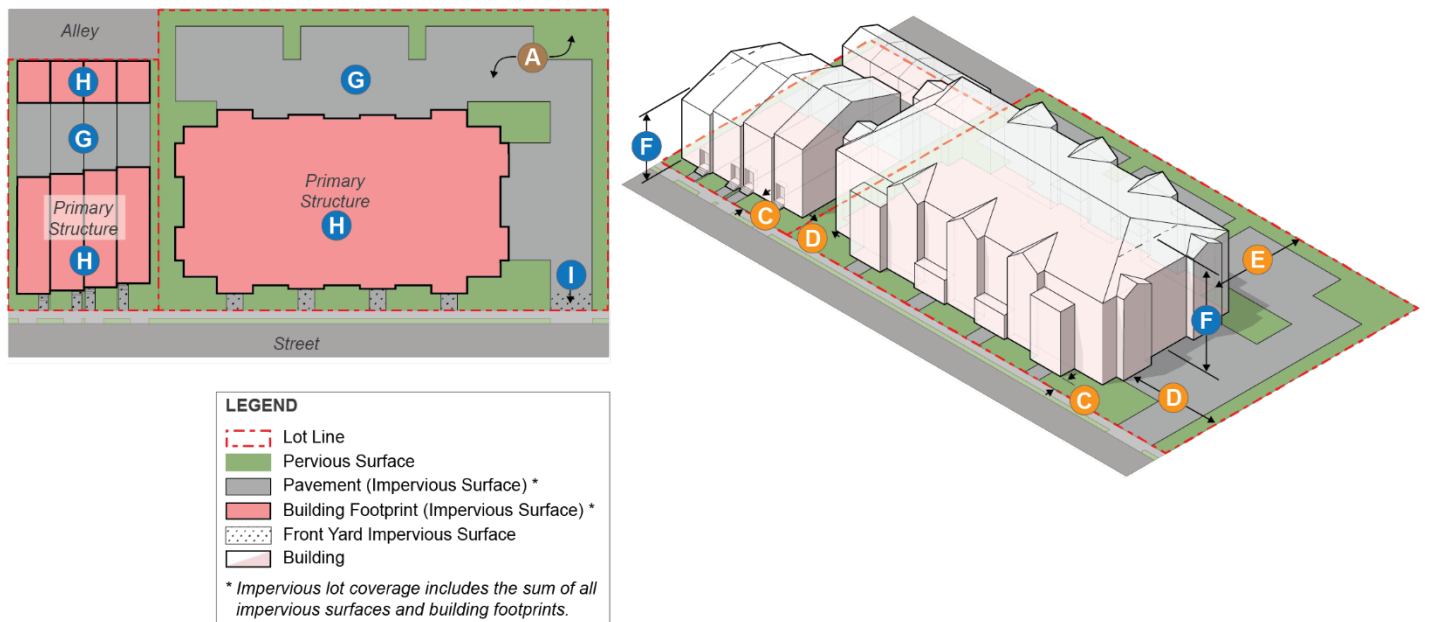 Alley
H
G
Primary
Structure
H
G
A
Primary
Structure
H
I
Street
F
C
D
E
F
C
D
LEGEND
Lot Line
Pervious Surface
Pavement (Impervious Surface) *
Building Footprint (Impervious Surface) *
Front Yard Impervious Surface
Building
* Impervious lot coverage includes the sum of all
impervious surfaces and building footprints.